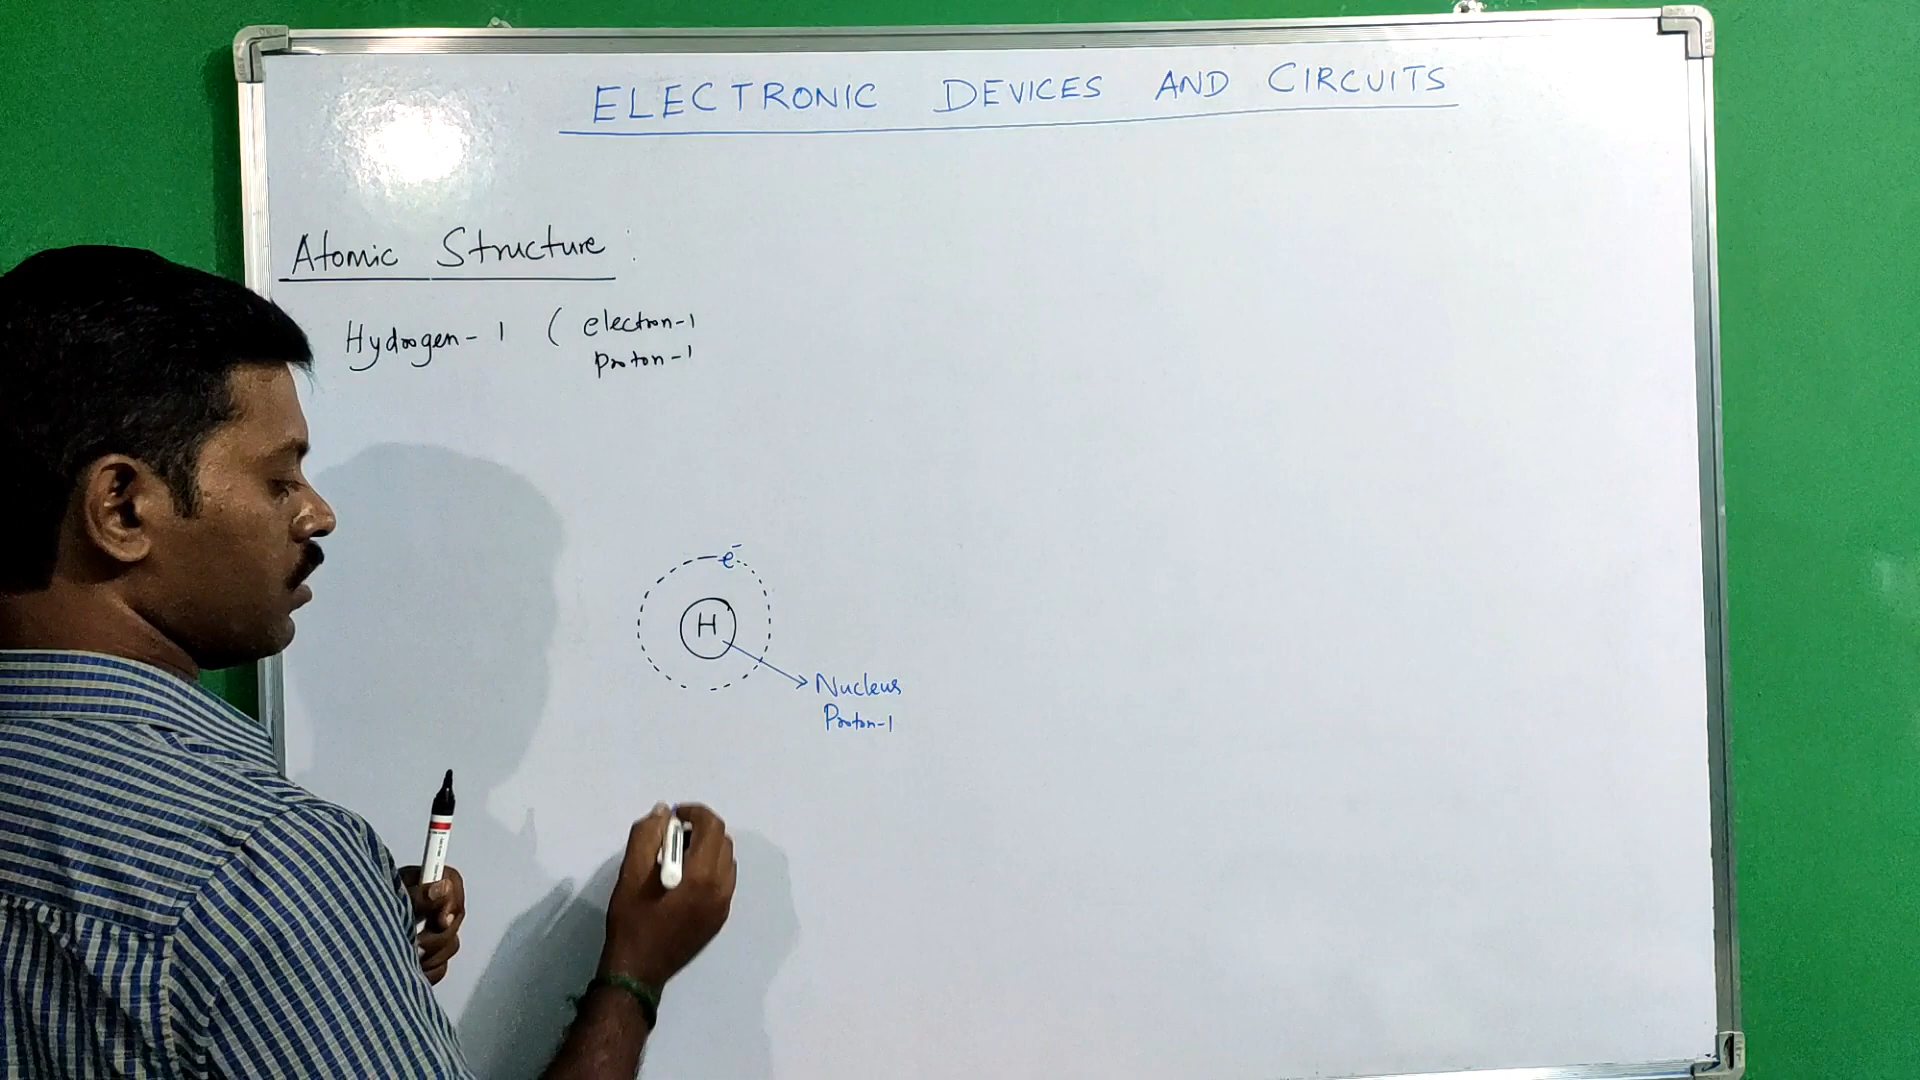 ELECTRONIC DEVICES AND CIRCUITS
Atomic Structure :
Hydrogen - 1 ( electron - 1
proton - 1
e-
H
Nucleus
Proton - 1